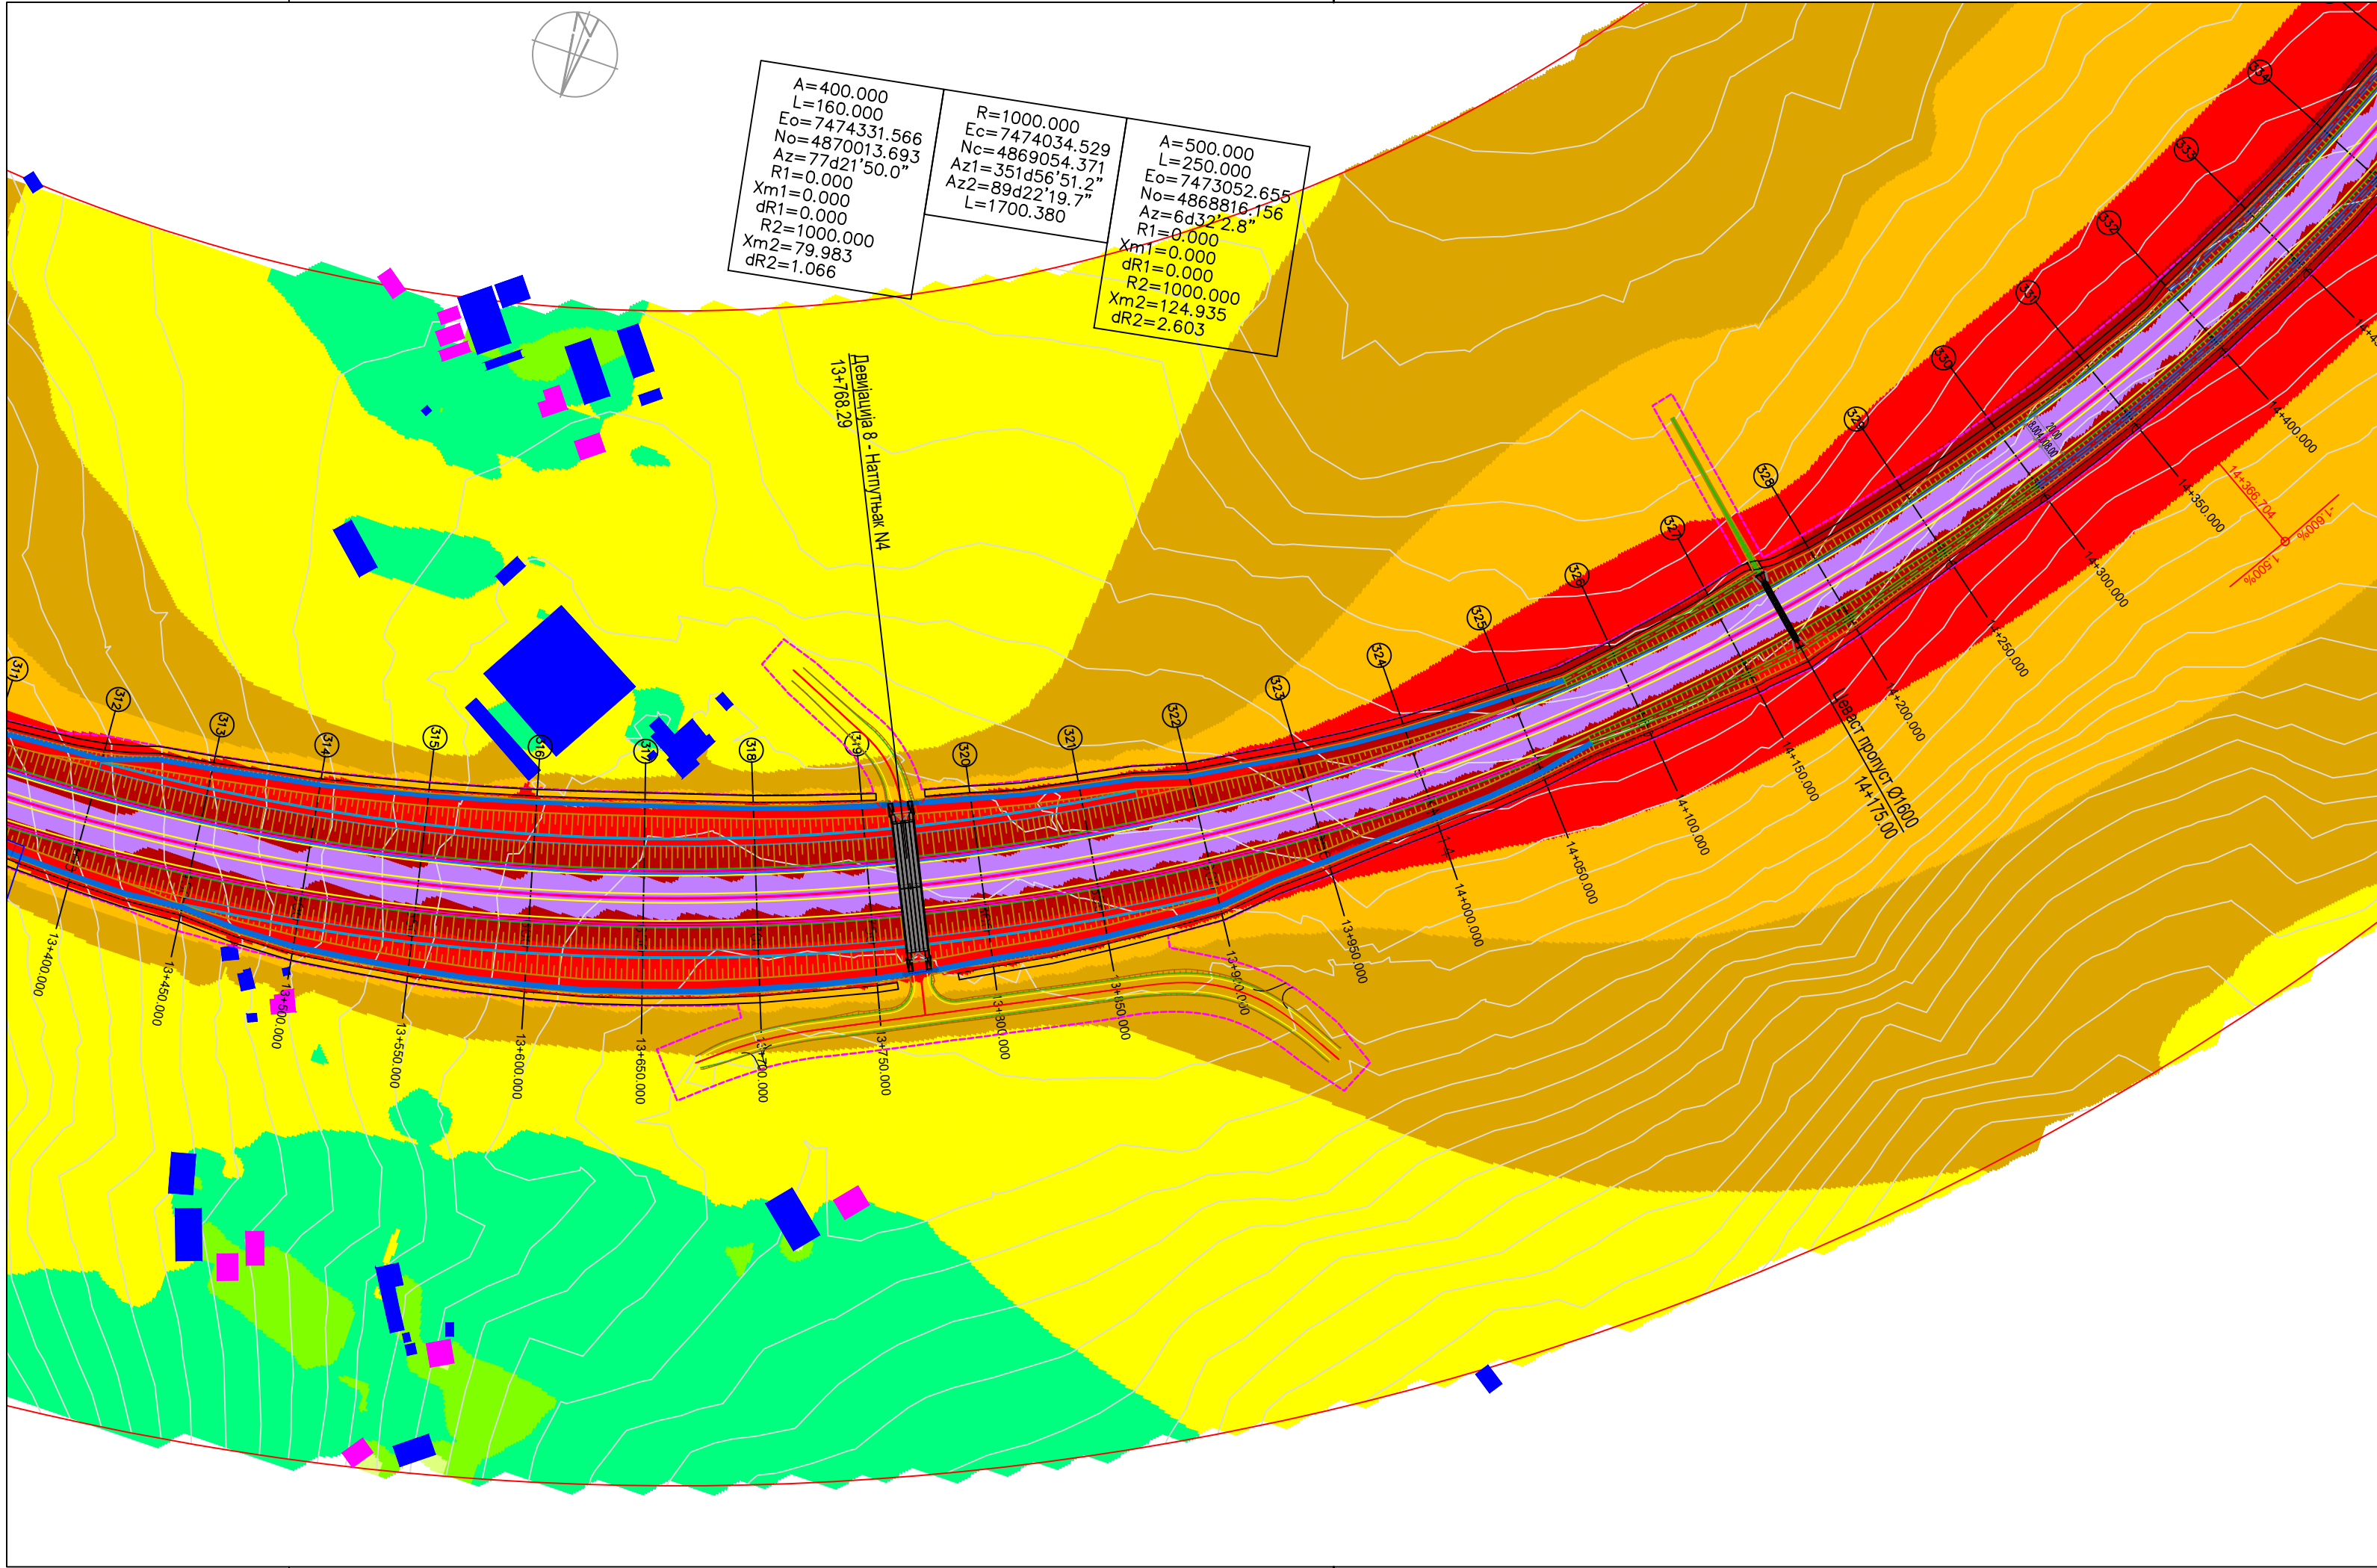 A=400.000
L=160.000
Eo=7474331.566
No=4870013.693
Az=77d21'50.0"
R1=0.000
Xm1=0.000
dR1=0.000
R2=1000.000
Xm2=79.983
dR2=1.066
R=1000.000
Ec=7474034.529
Nc=4869054.371
Az1=351d56'51.2"
Az2=89d22'19.7"
L=1700.380
A=500.000
L=250.000
Eo=7473052.655
No=4868816.156
Az=6d32'2.8"
R1=0.000
Xm1=0.000
dR1=0.000
R2=1000.000
Xm2=124.935
dR2=2.603
Девијација 8 - Натпутњак N4
13+768.29
311
312
313
314
315
316
317
318
319
320
321
322
323
324
325
326
327
328
329
330
331
332
333
334
13+400.000
13+450.000
13+500.000
13+550.000
13+600.000
13+650.000
13+700.000
13+750.000
13+800.000
13+850.000
13+900.000
13+950.000
14+000.000
14+050.000
14+100.000
14+150.000
14+200.000
14+250.000
14+300.000
14+350.000
14+400.000
Цеваст пропуст Ø1600
14+175.00
14+366.704
-1.600%
-1.500%